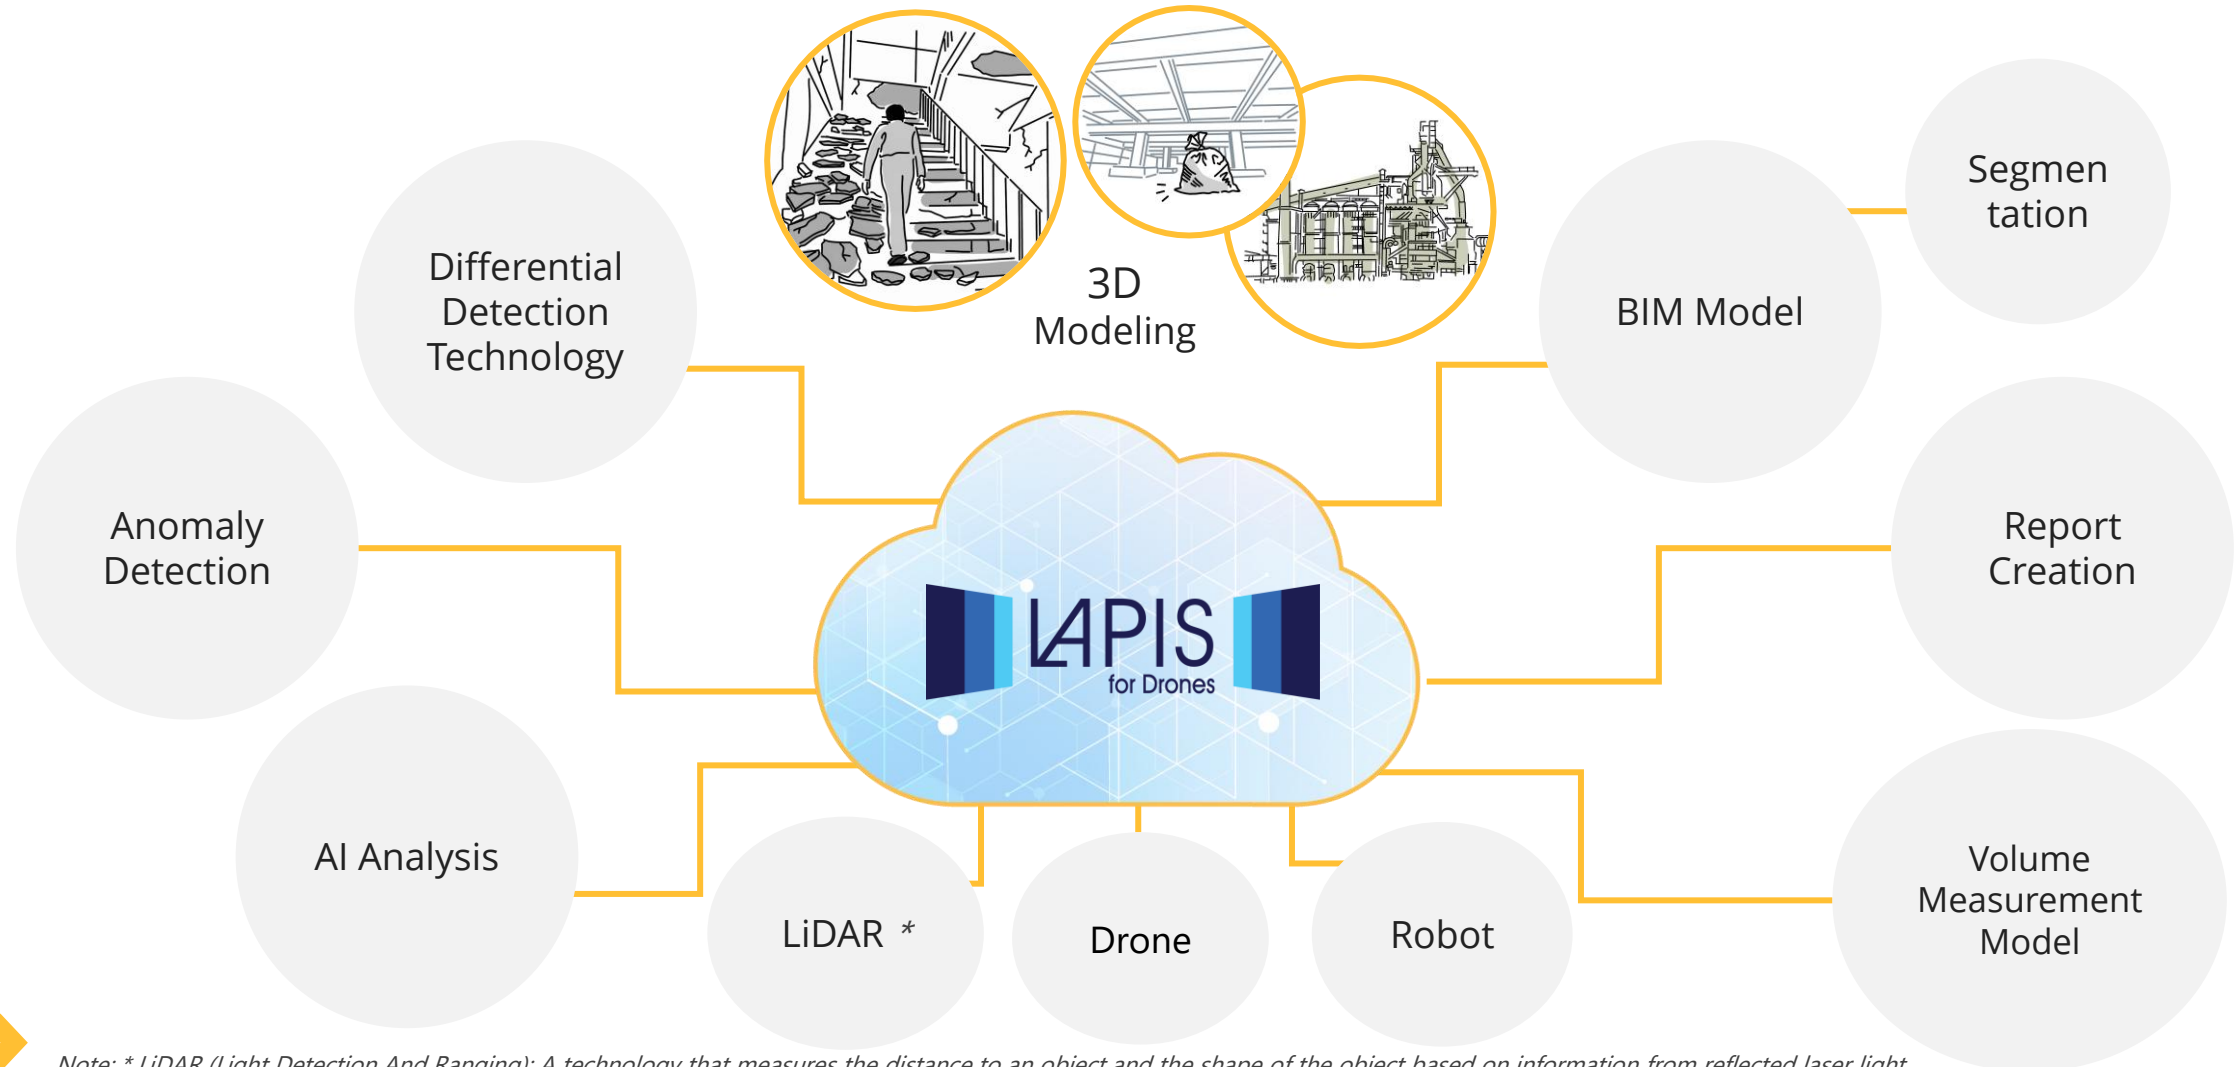 3D
Modeling
Differential
Detection
Technology
BIM Model
Segmen
tation
Anomaly
Detection
Report
Creation
LAPIS
for Drones
AI Analysis
LiDAR *
Drone
Robot
Volume
Measurement
Model
Note: * LiDAR (Light Detection And Ranging): A technology that measures the distance to an object and the shape of the object based on information from reflected laser light